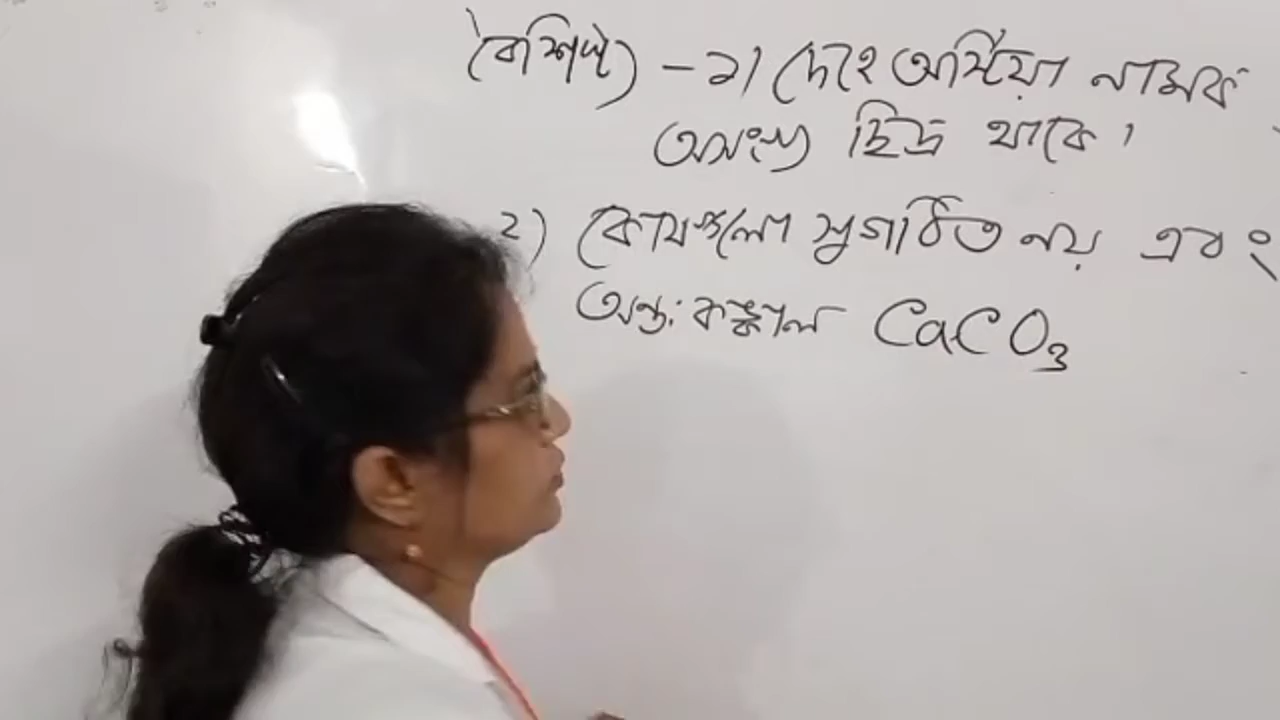 বৈশিষ্ট্য – ১। দেহে অস্টিয়া নামক
অসংখ্য ছিদ্র থাকে।
২) কোষগুলো সুগঠিত নয় এবং
অন্তঃকঙ্কাল CaCO3